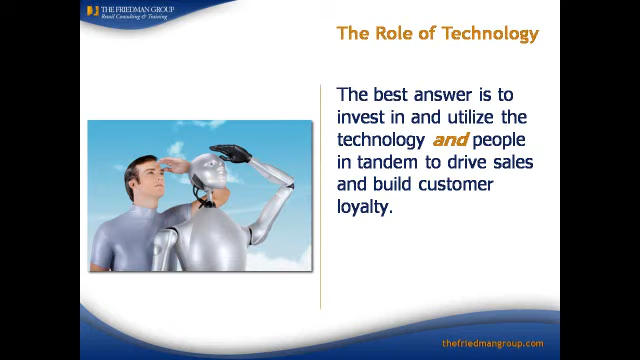 THE FRIEDMAN GROUP
Retail Consulting & Training
The Role of Technology
The best answer is to
invest in and utilize the
technology and people
in tandem to drive sales
and build customer
loyalty.
thefriedmangroup.com